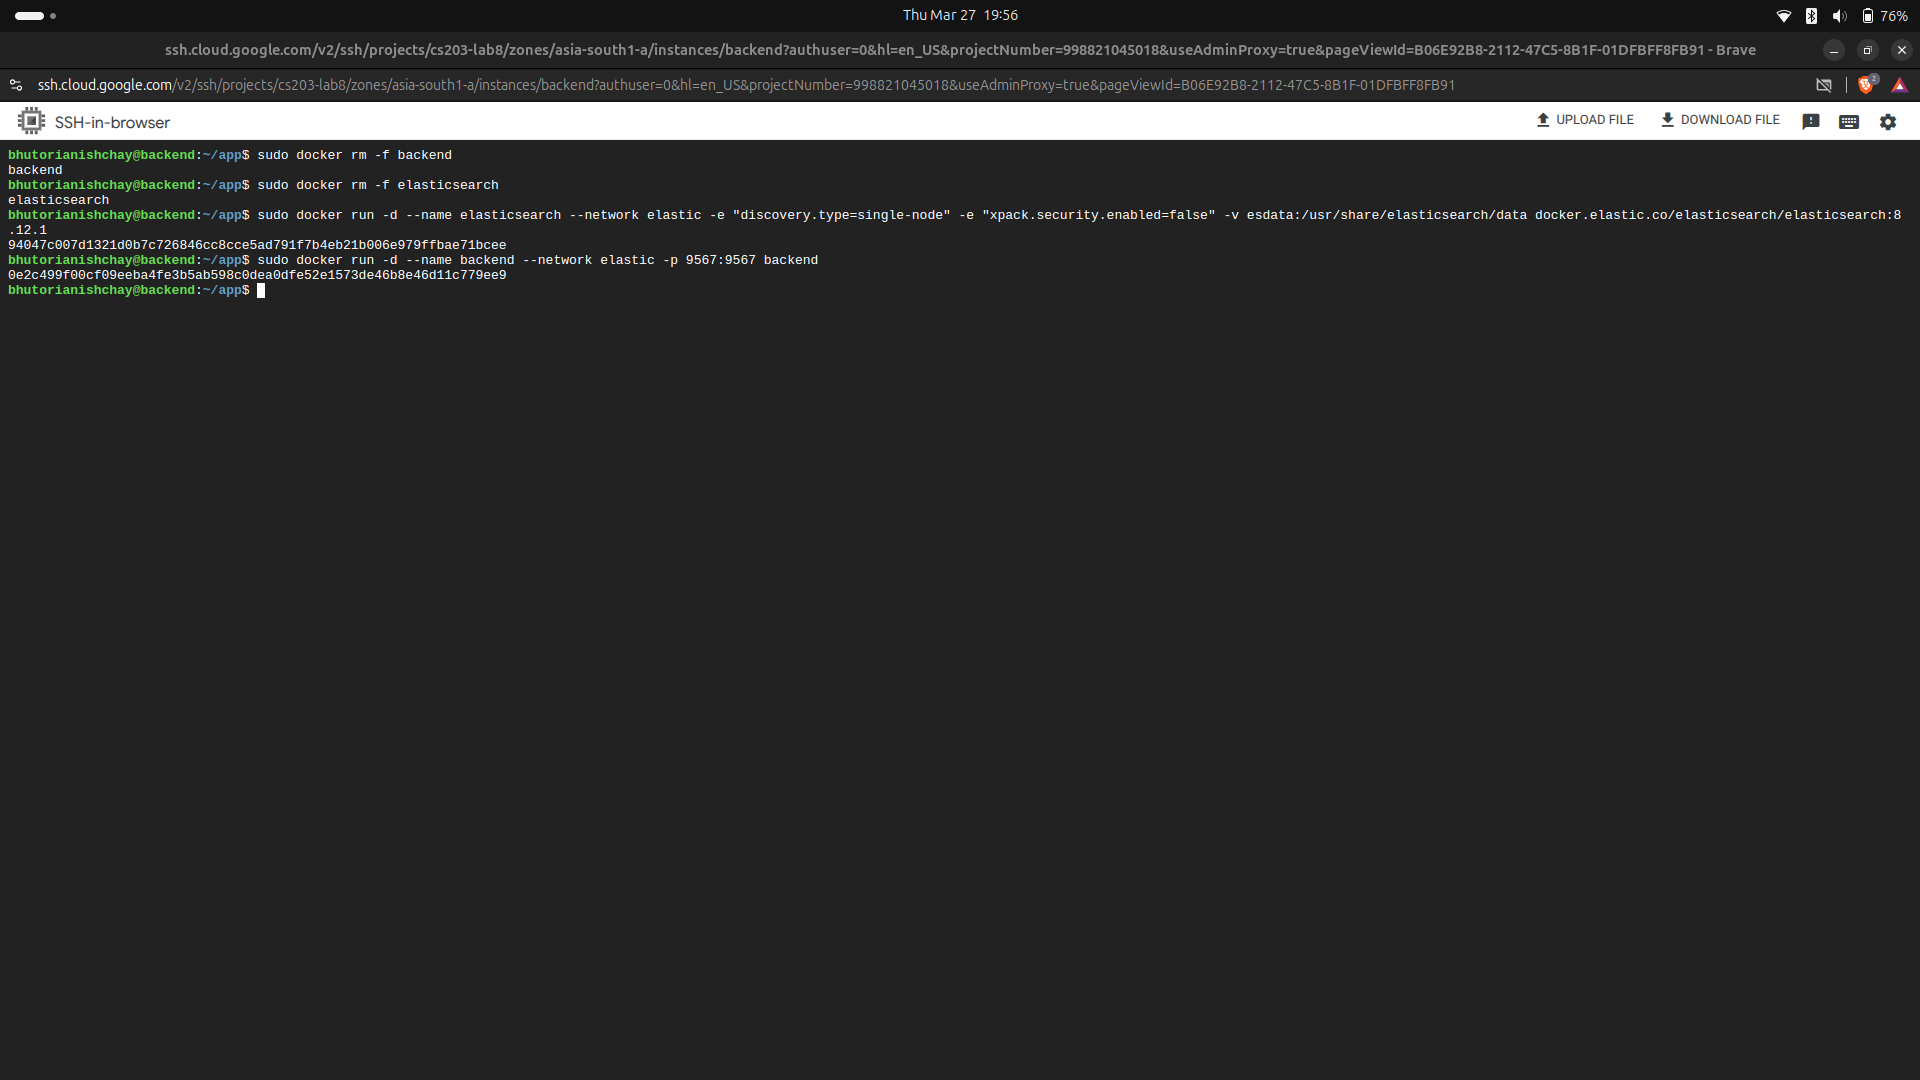 Thu Mar 27 19:56
76%
ssh.cloud.google.com/v2/ssh/projects/cs203-lab8/zones/asia-south1-a/instances/backend?authuser=0&hl=en_US&projectNumber=998821045018&useAdminProxy=true&pageViewId=B06E92B8-2112-47C5-8B1F-01DFBFF8FB91 - Brave
ssh.cloud.google.com/v2/ssh/projects/cs203-lab8/zones/asia-south1-a/instances/backend?authuser=0&hl=en_US&projectNumber=998821045018&useAdminProxy=true&pageViewId=B06E92B8-2112-47C5-8B1F-01DFBFF8FB91
2
SSH-in-browser
UPLOAD FILE
DOWNLOAD FILE
bhutorianishchay@backend:~/app$ sudo docker rm -f backend
backend
bhutorianishchay@backend:~/app$ sudo docker rm -f elasticsearch
elasticsearch
bhutorianishchay@backend:~/app$ sudo docker run -d --name elasticsearch --network elastic -e "discovery.type=single-node" -e "xpack.security.enabled=false" -v esdata:/usr/share/elasticsearch/data docker.elastic.co/elasticsearch/elasticsearch:8
.12.1
94047c007d1321d0b7c726846cc8cce5ad791f7b4eb21b006e979ffbae71bcee
bhutorianishchay@backend:~/app$ sudo docker run -d --name backend --network elastic -p 9567:9567 backend
0e2c499f00cf09eeba4fe3b5ab598c0dea0dfe52e1573de46b8e46d11c779ee9
bhutorianishchay@backend:~/app$